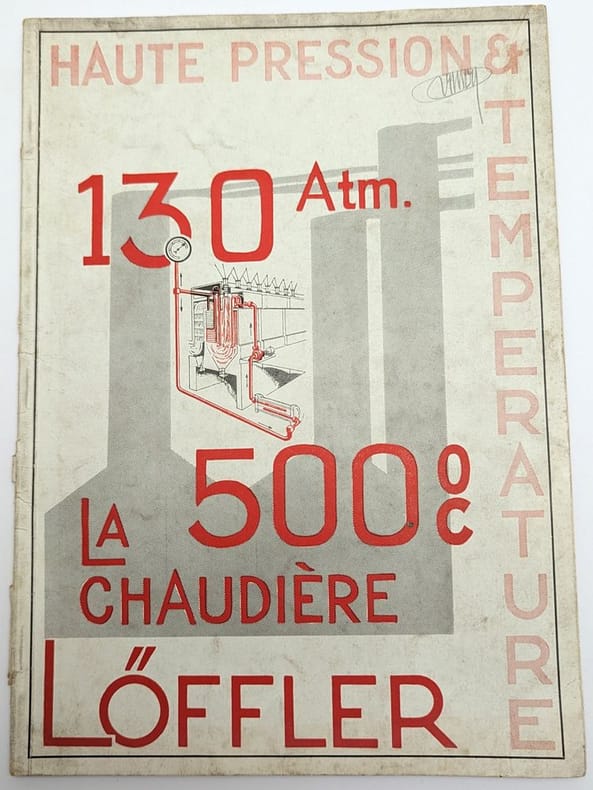 HAUTE PRESSION &
TEMPERATURE
130 Atm.
500°C
LA
CHAUDIÈRE
LŐFFLER